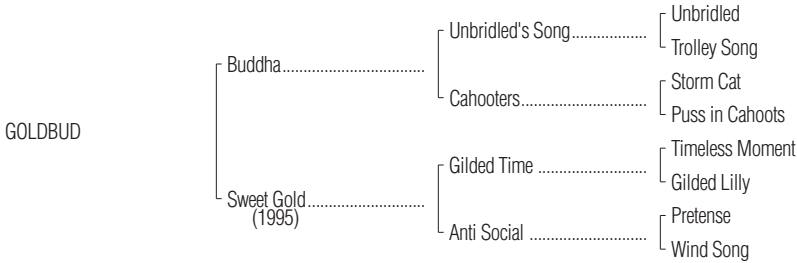 Unbridled
Unbridled's Song..................
Trolley Song
Buddha.................................
Storm Cat
Cahooters..............................
Puss in Cahoots
GOLDBUD
Timeless Moment
Gilded Time ..........................
Gilded Lilly
Sweet Gold............................
(1995)
Pretense
Anti Social ............................
Wind Song